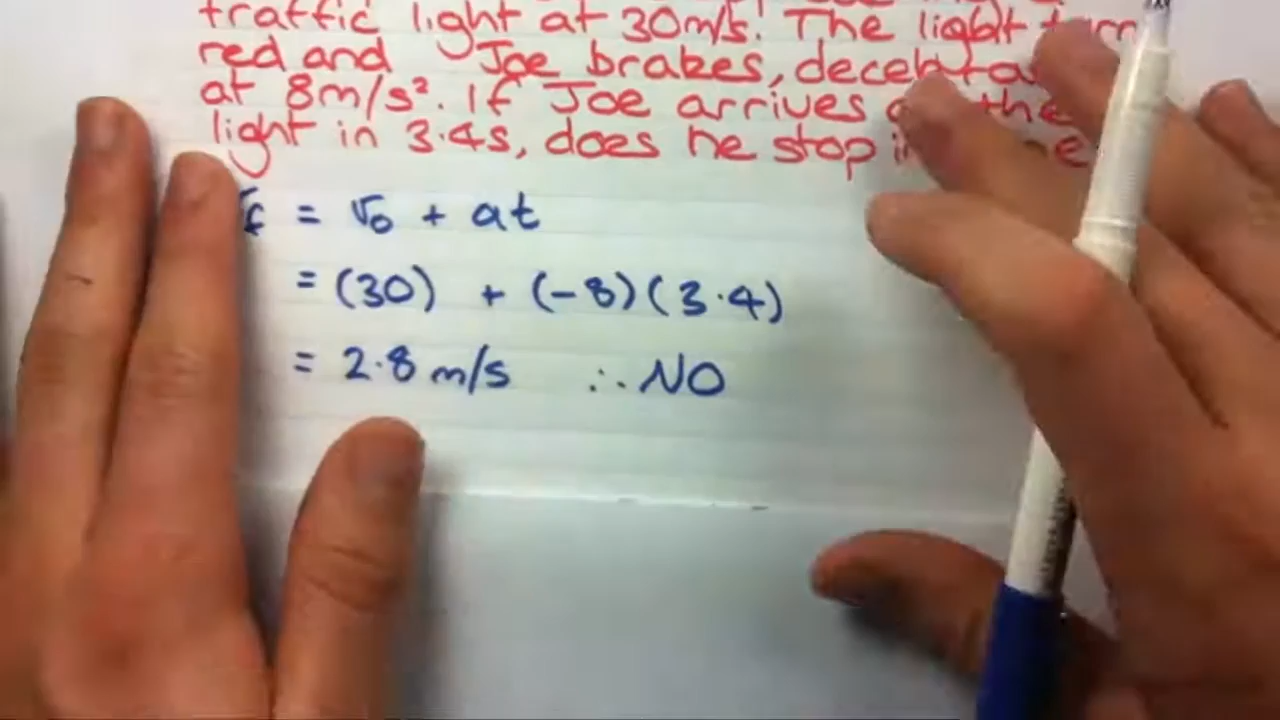 traffic light at 30m/s. The light
red and Joe brakes,
at 8m/s². If Joe arrives the
light in 3.4s, does he stop
= v₀ + at
= (30) + (-8)(3.4)
= 2.8 m/s ∴ NO